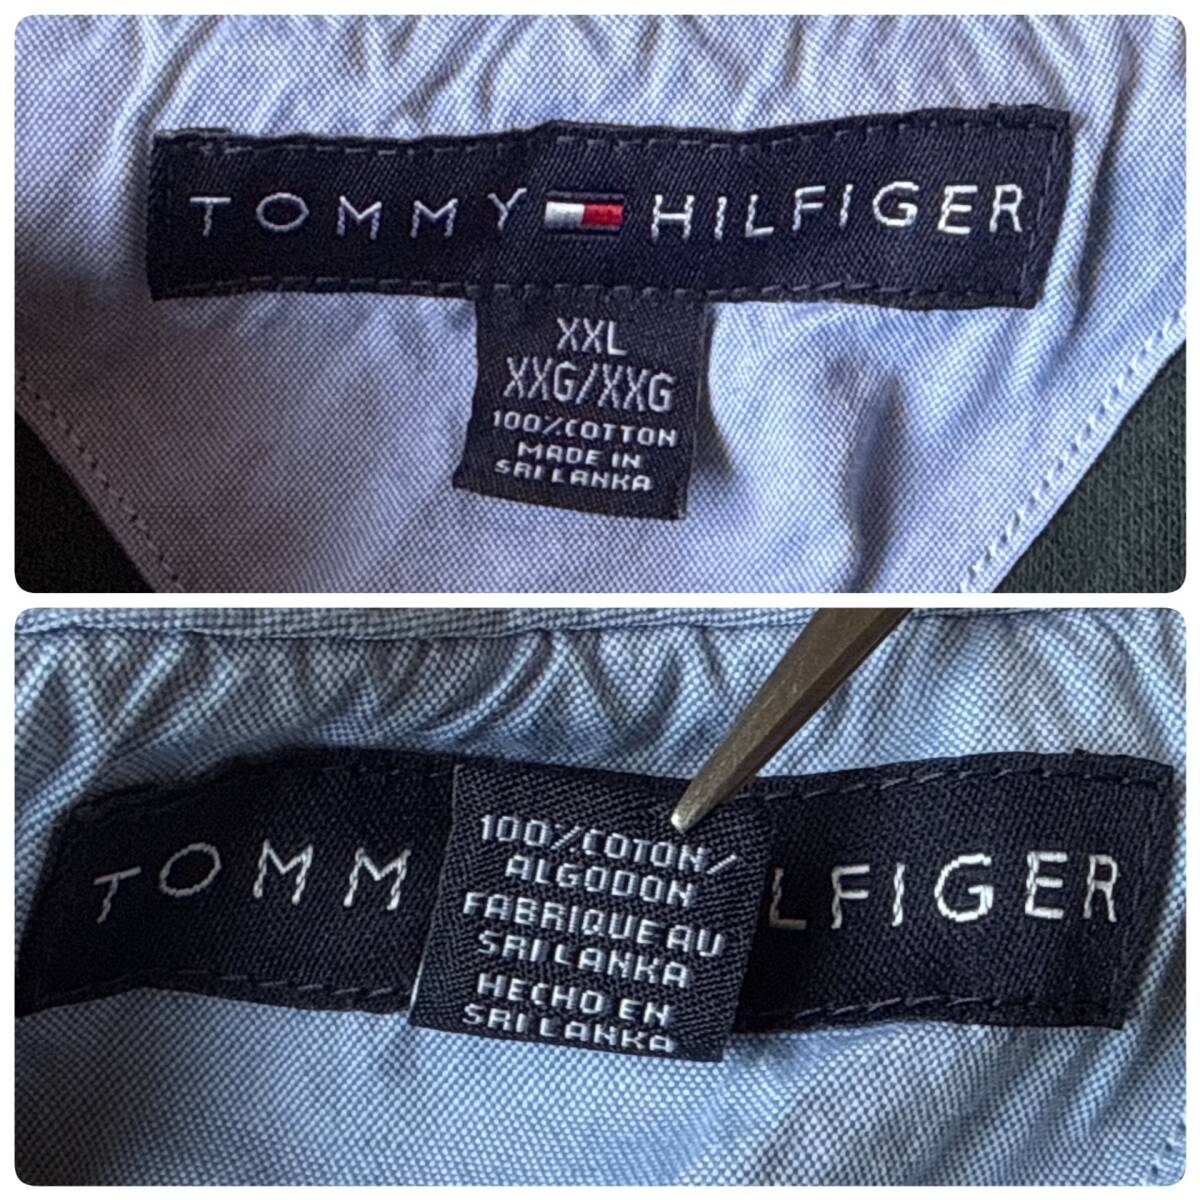 TOMMY HILFIGER
XXL
XXG/XXG
100%COTTON
MADE IN
SRI LANKA
TOMM LFIGER
100/COTON/
ALGODON
FABRIQUE AU
SRI LANKA
HECHO EN
SRI LANKA